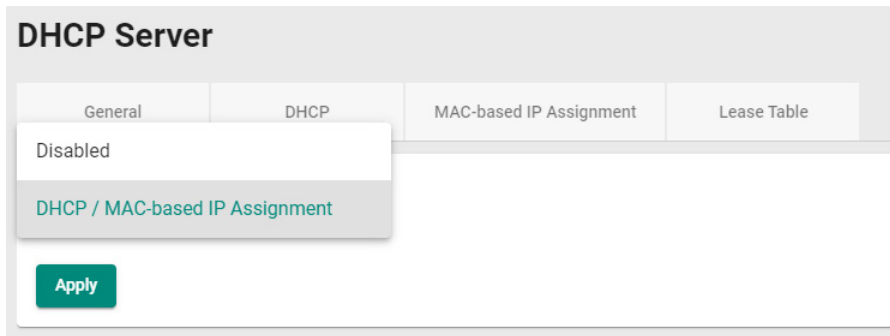 DHCP Server
General DHCP MAC-based IP Assignment Lease Table
Disabled
DHCP / MAC-based IP Assignment
Apply